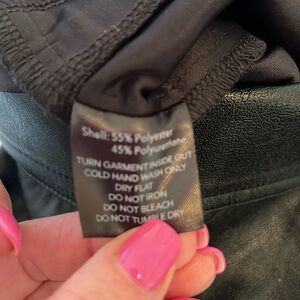 Shell: 55% Polyester
45% Polyurethane
TURN GARMENT INSIDE OUT
COLD HAND WASH ONLY
DRY FLAT
DO NOT IRON
DO NOT BLEACH
DO NOT TUMBLE DRY